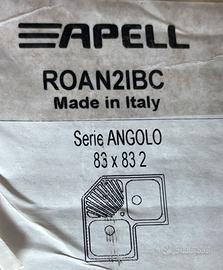 APELL
ROAN2IBC
Made in Italy
Serie ANGOLO
83 x 83 2